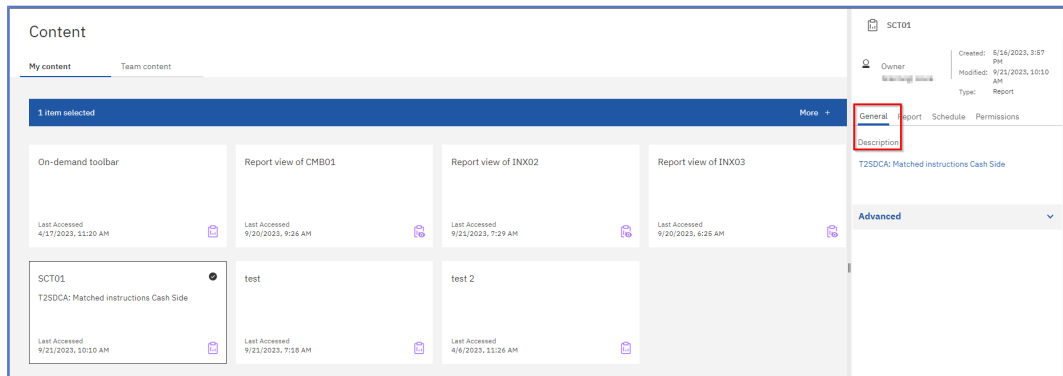 Content
My content Team content
1 item selected More +
On-demand toolbar
Last Accessed
4/17/2023, 11:20 AM
Report view of CMB01
Last Accessed
9/20/2023, 9:26 AM
Report view of INX02
Last Accessed
9/21/2023, 7:29 AM
Report view of INX03
Last Accessed
9/20/2023, 6:25 AM
SCT01
T2SDCA: Matched instructions Cash Side
Last Accessed
9/21/2023, 10:10 AM
test
Last Accessed
9/21/2023, 7:18 AM
test 2
Last Accessed
4/6/2023, 11:26 AM
SCT01
Owner
Created: 5/16/2023, 3:57
PM
Modified: 9/21/2023, 10:10
AM
Type: Report
General Report Schedule Permissions
Description
T2SDCA: Matched instructions Cash Side
Advanced